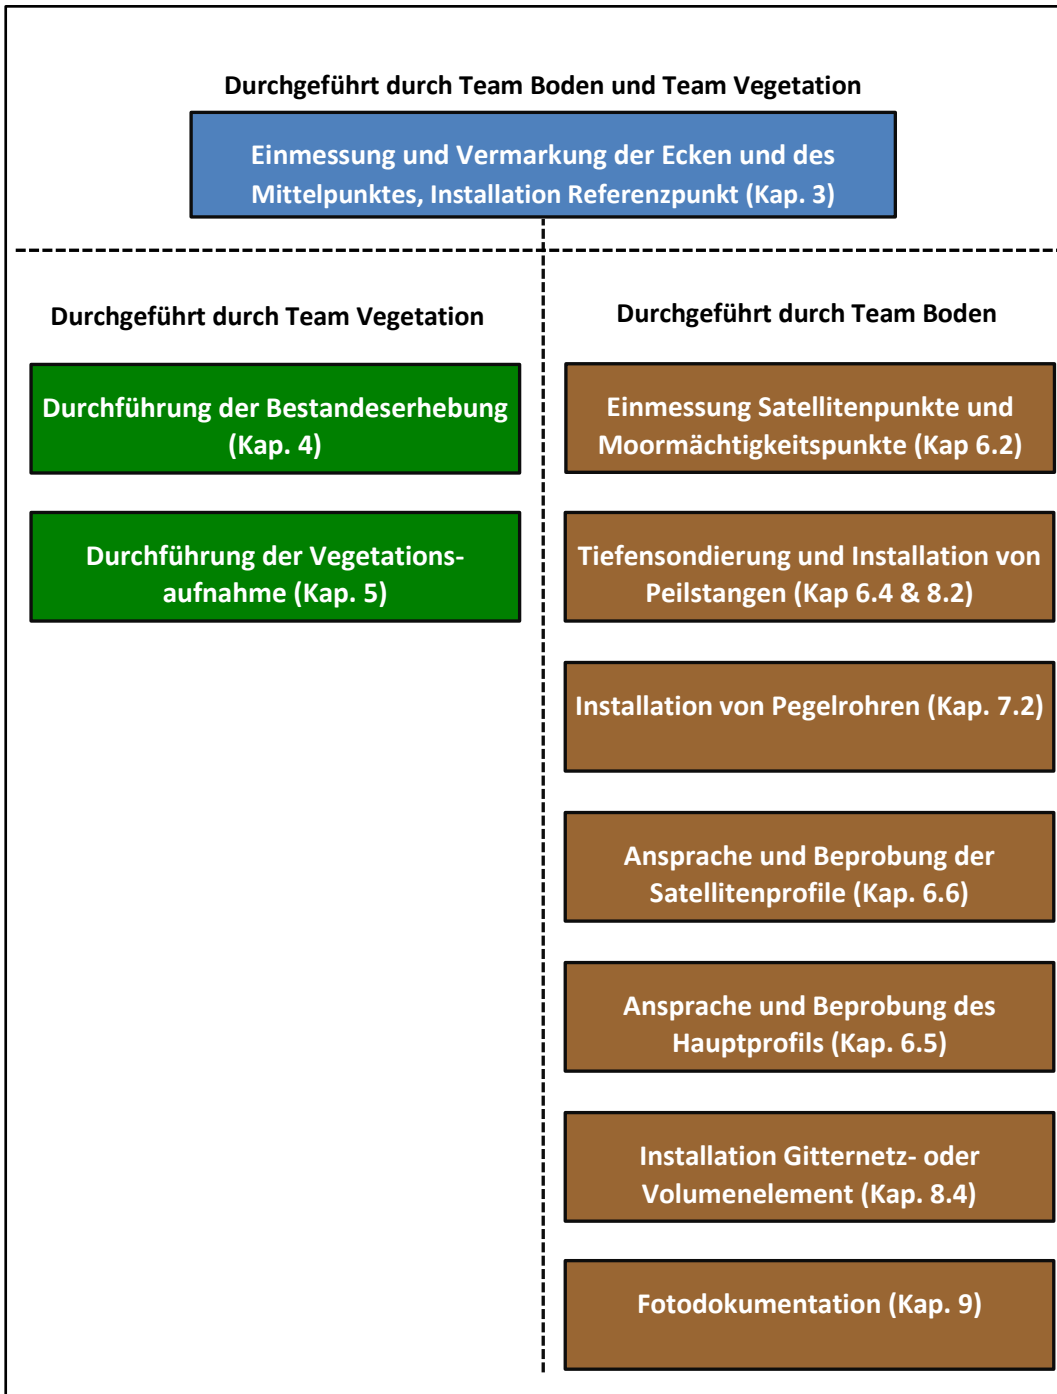 Durchgeführt durch Team Boden und Team Vegetation
Einmessung und Vermarkung der Ecken und des
Mittelpunktes, Installation Referenzpunkt (Kap. 3)
Durchgeführt durch Team Vegetation
Durchführung der Bestandeserhebung
(Kap. 4)
Durchführung der Vegetations-
aufnahme (Kap. 5)
Durchgeführt durch Team Boden
Einmessung Satellitenpunkte und
Moormächtigkeitspunkte (Kap 6.2)
Tiefensondierung und Installation von
Peilstangen (Kap 6.4 & 8.2)
Installation von Pegelrohren (Kap. 7.2)
Ansprache und Beprobung der
Satellitenprofile (Kap. 6.6)
Ansprache und Beprobung des
Hauptprofils (Kap. 6.5)
Installation Gitternetz- oder
Volumenelement (Kap. 8.4)
Fotodokumentation (Kap. 9)